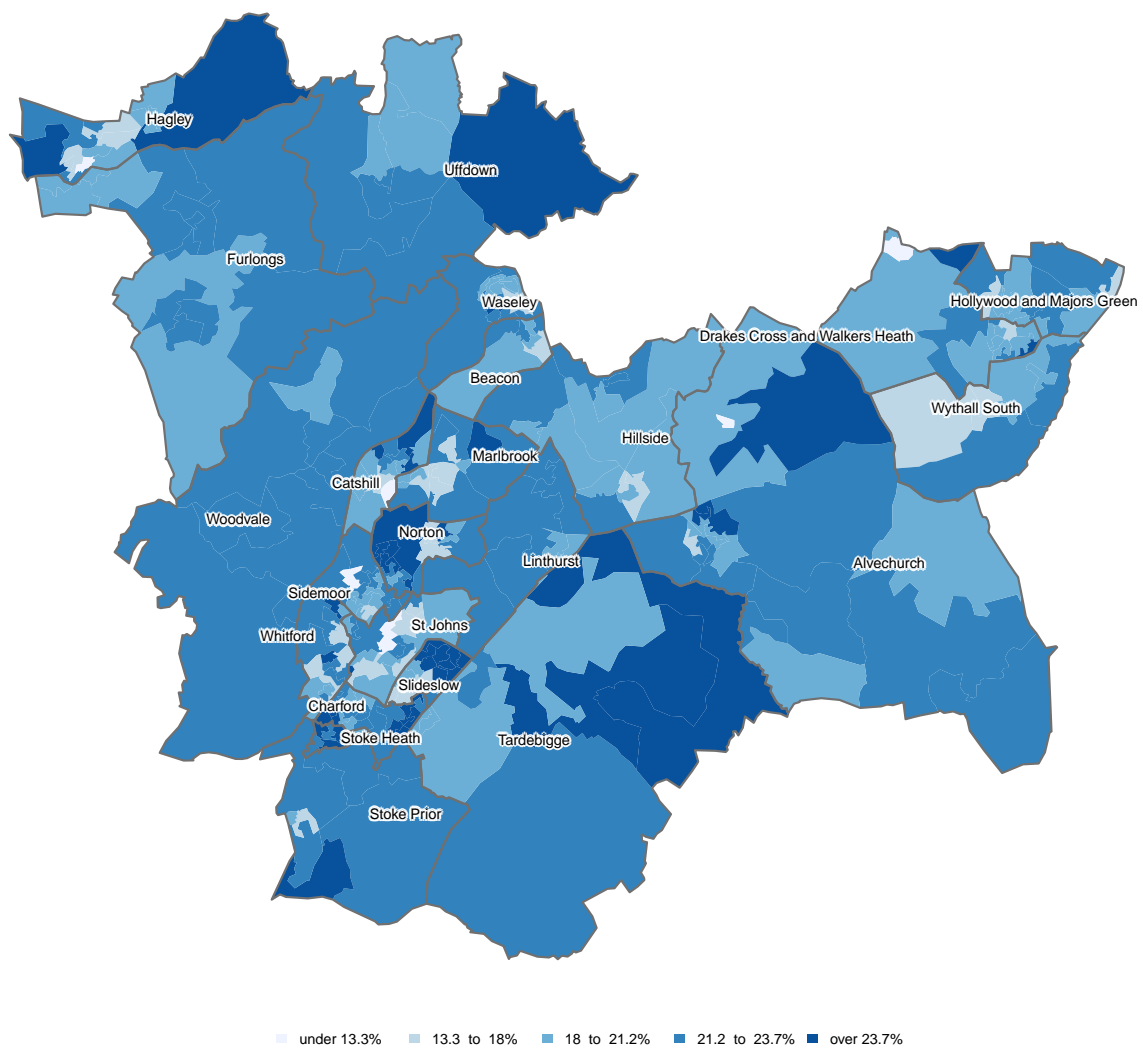 Hagley
Uffdown
Furlongs
Waseley
Hollywood and Majors Green
Drakes Cross and Walkers Heath
Beacon
Wythall South
Hillside
Marlbrook
Catshill
Woodvale
Norton
Linthurst
Alvechurch
Sidemoor
St Johns
Whitford
Slideslow
Charford
Stoke Heath
Tardebigge
Stoke Prior
under 13.3% 13.3 to 18% 18 to 21.2% 21.2 to 23.7% over 23.7%